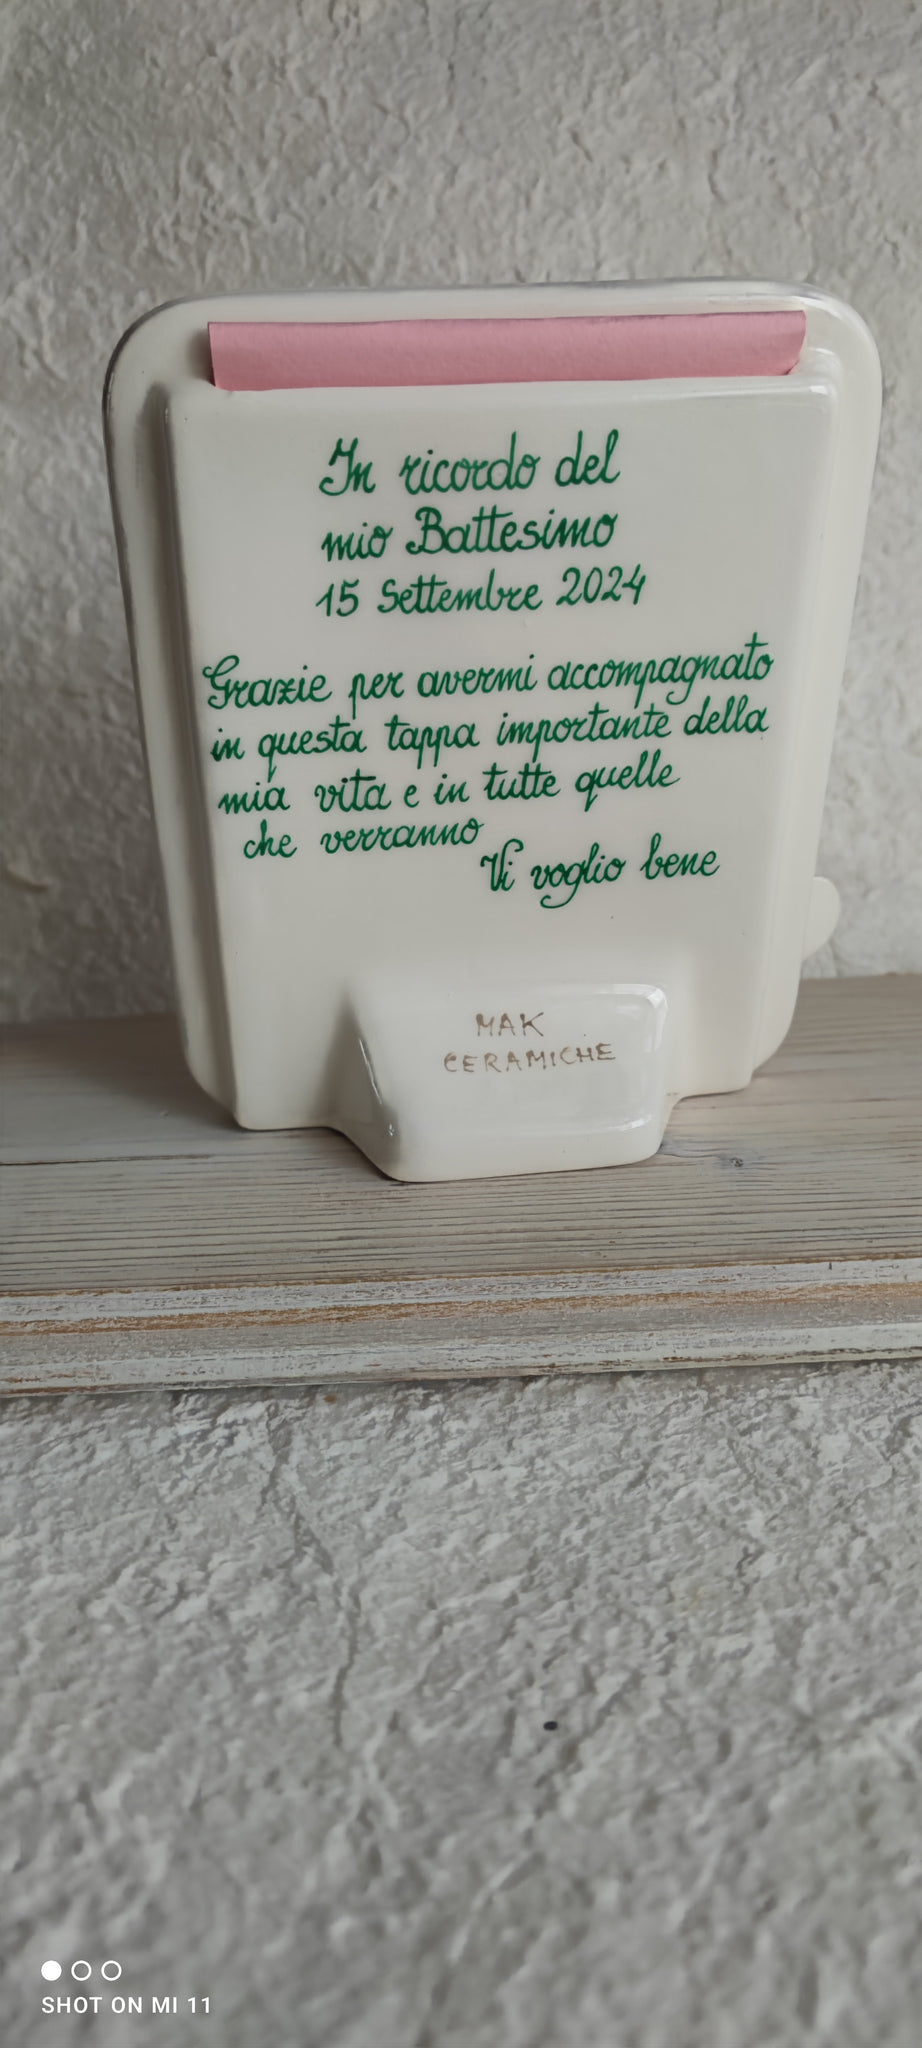 In ricordo del
mio Battesimo
15 Settembre 2024
Grazie per avermi accompagnato
in questa tappa importante della
mia vita e in tutte quelle
che verranno
Vi voglio bene
MAK
CERAMICHE
SHOT ON MI 11